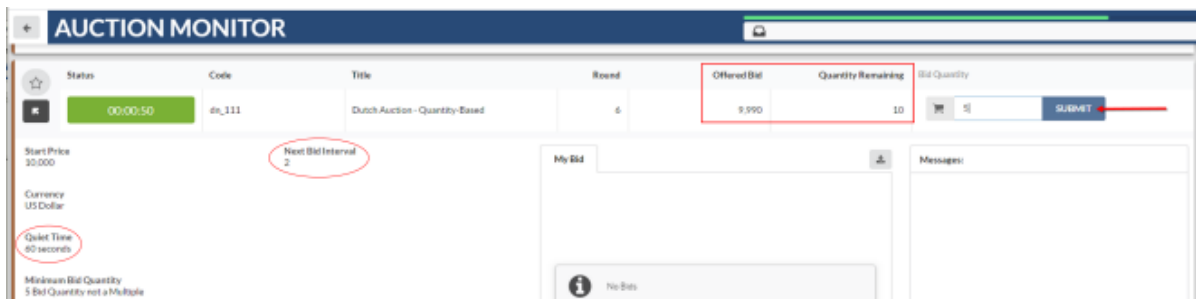 AUCTION MONITOR
Status Code Title Round Offered Bid Quantity Remaining Bid Quantity
00:00:50 dn_111 Dutch Auction - Quantity-Based 6 9,990 10 5 SUBMIT
Start Price
10,000
Next Bid Interval
2
My Bid
Messages:
Currency
US Dollar
Quiet Time
60 seconds
Minimum Bid Quantity
5 Bid Quantity not a Multiple
No Bids